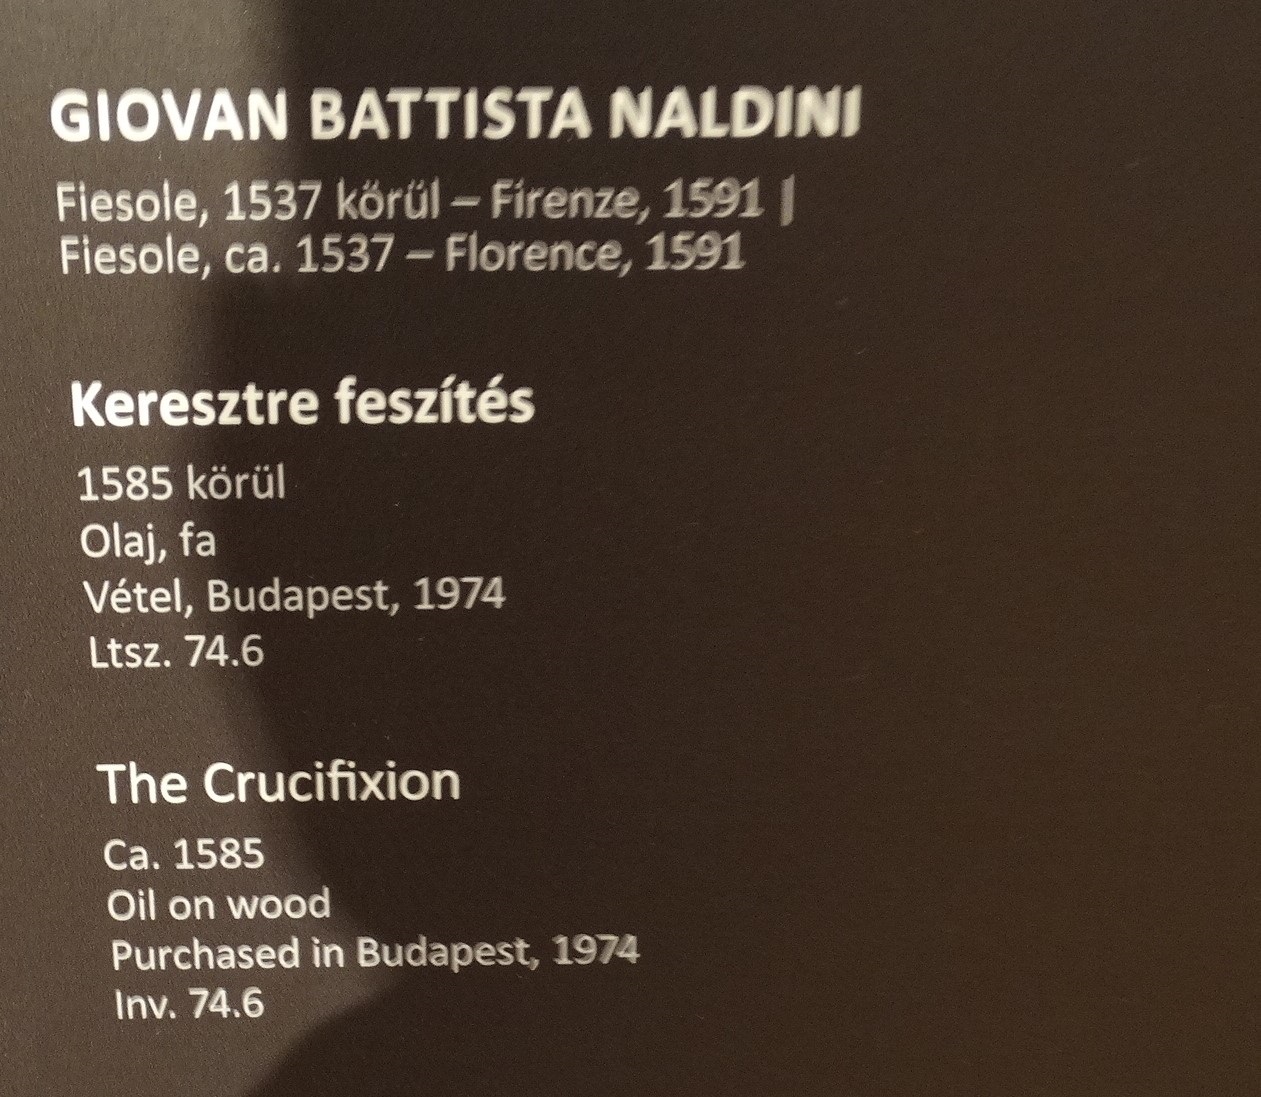 GIOVAN BATTISTA NALDINI
Fiesole, 1537 körül – Firenze, 1591 |
Fiesole, ca. 1537 – Florence, 1591
Keresztre feszítés
1585 körül
Olaj, fa
Vétel, Budapest, 1974
Ltsz. 74.6
The Crucifixion
Ca. 1585
Oil on wood
Purchased in Budapest, 1974
Inv. 74.6